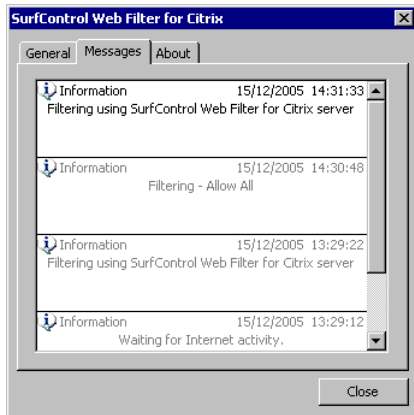 SurfControl Web Filter for Citrix
General Messages About
Information 15/12/2005 14:31:33
Filtering using SurfControl Web Filter for Citrix server
Information 15/12/2005 14:30:48
Filtering - Allow All
Information 15/12/2005 13:29:22
Filtering using SurfControl Web Filter for Citrix server
Information 15/12/2005 13:29:12
Waiting for Internet activity.
Close